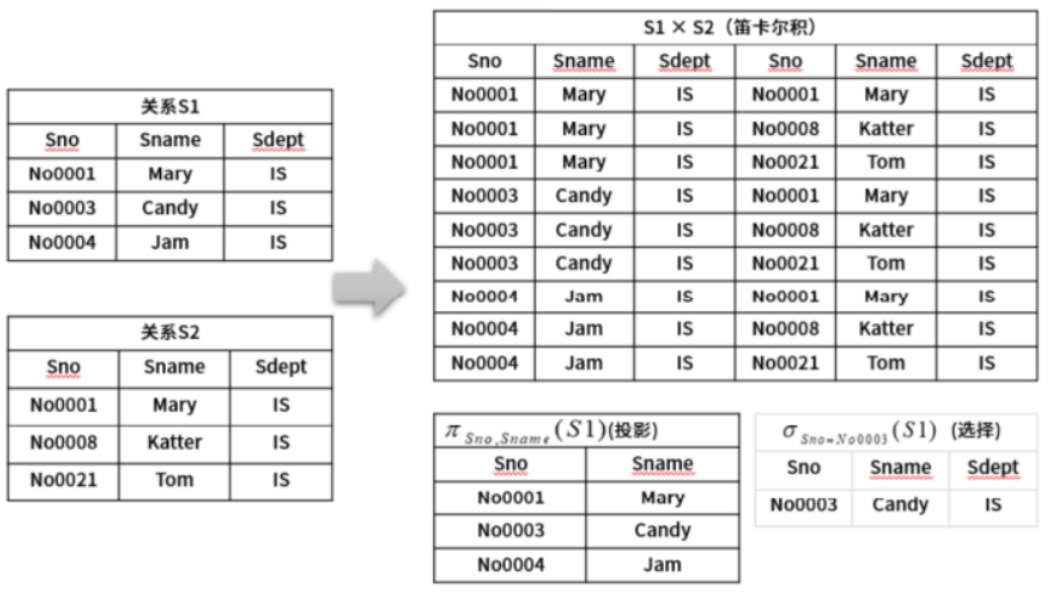 关系S1
Sno Sname Sdept
No0001 Mary IS
No0003 Candy IS
No0004 Jam IS
关系S2
Sno Sname Sdept
No0001 Mary IS
No0008 Katter IS
No0021 Tom IS
S1 × S2（笛卡尔积）
Sno Sname Sdept Sno Sname Sdept
No0001 Mary IS No0001 Mary IS
No0001 Mary IS No0008 Katter IS
No0001 Mary IS No0021 Tom IS
No0003 Candy IS No0001 Mary IS
No0003 Candy IS No0008 Katter IS
No0003 Candy IS No0021 Tom IS
No0004 Jam IS No0001 Mary IS
No0004 Jam IS No0008 Katter IS
No0004 Jam IS No0021 Tom IS
π Sno,Sname (S1)(投影)
Sno Sname
No0001 Mary
No0003 Candy
No0004 Jam
σ Sno=No0003 (S1) (选择)
Sno Sname Sdept
No0003 Candy IS